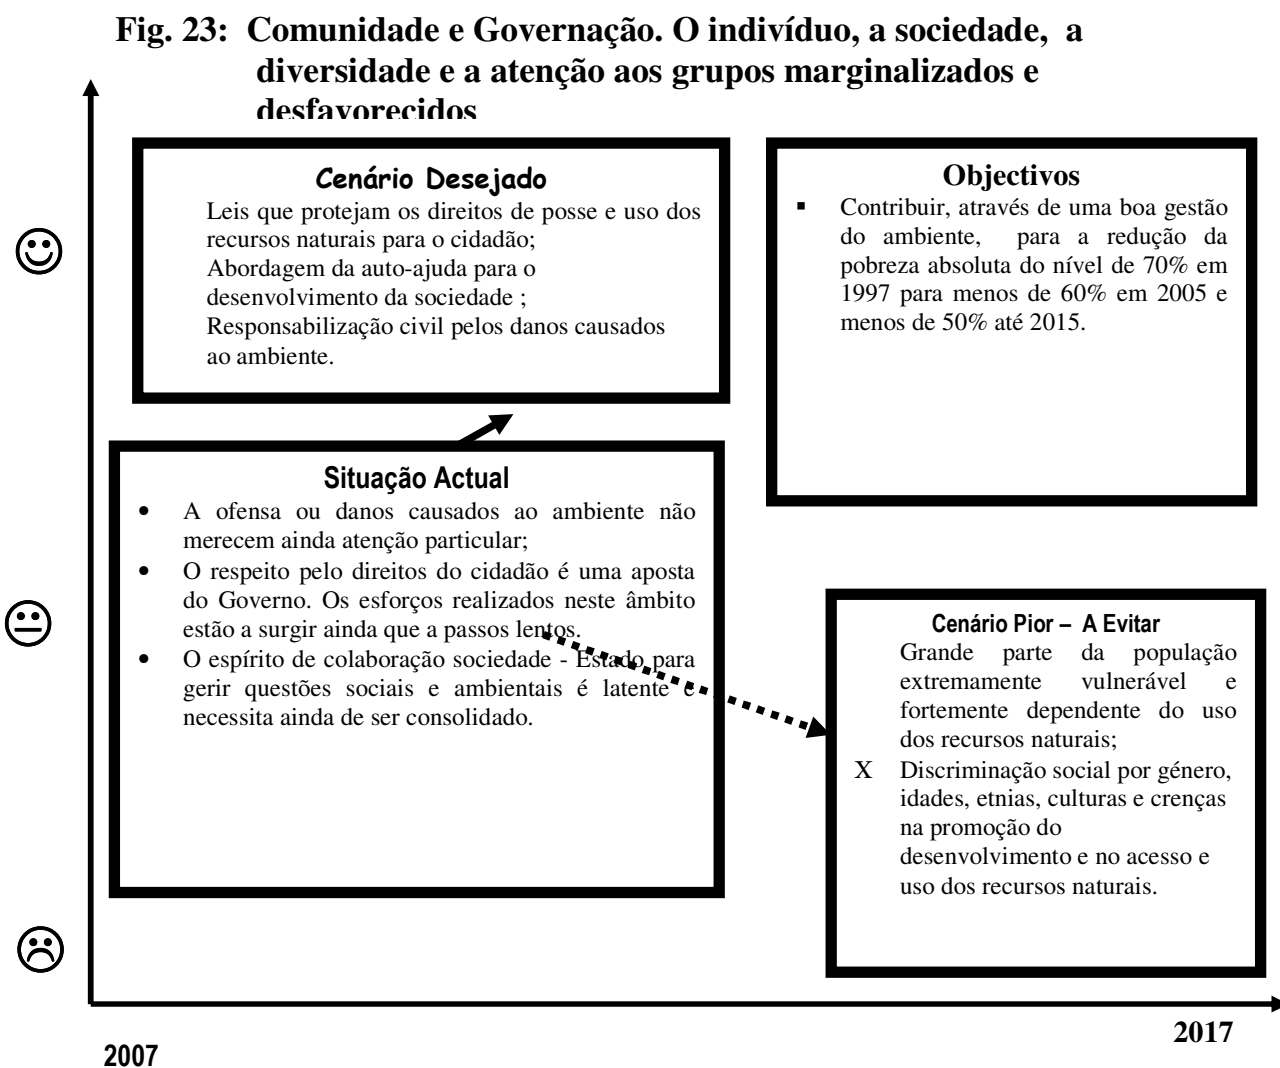 Fig. 23: Comunidade e Governação. O indivíduo, a sociedade, a
diversidade e a atenção aos grupos marginalizados e
desfavorecidos
Cenário Desejado
Leis que protejam os direitos de posse e uso dos
recursos naturais para o cidadão;
Abordagem da auto-ajuda para o
desenvolvimento da sociedade ;
Responsabilização civil pelos danos causados
ao ambiente.
Objectivos
▪ Contribuir, através de uma boa gestão
do ambiente, para a redução da
pobreza absoluta do nível de 70% em
1997 para menos de 60% em 2005 e
menos de 50% até 2015.
Situação Actual
• A ofensa ou danos causados ao ambiente não
merecem ainda atenção particular;
• O respeito pelo direitos do cidadão é uma aposta
do Governo. Os esforços realizados neste âmbito
estão a surgir ainda que a passos lentos.
• O espírito de colaboração sociedade - Estado para
gerir questões sociais e ambientais é latente e
necessita ainda de ser consolidado.
Cenário Pior – A Evitar
Grande parte da população
extremamente vulnerável e
fortemente dependente do uso
dos recursos naturais;
X Discriminação social por género,
idades, etnias, culturas e crenças
na promoção do
desenvolvimento e no acesso e
uso dos recursos naturais.
2017
2007